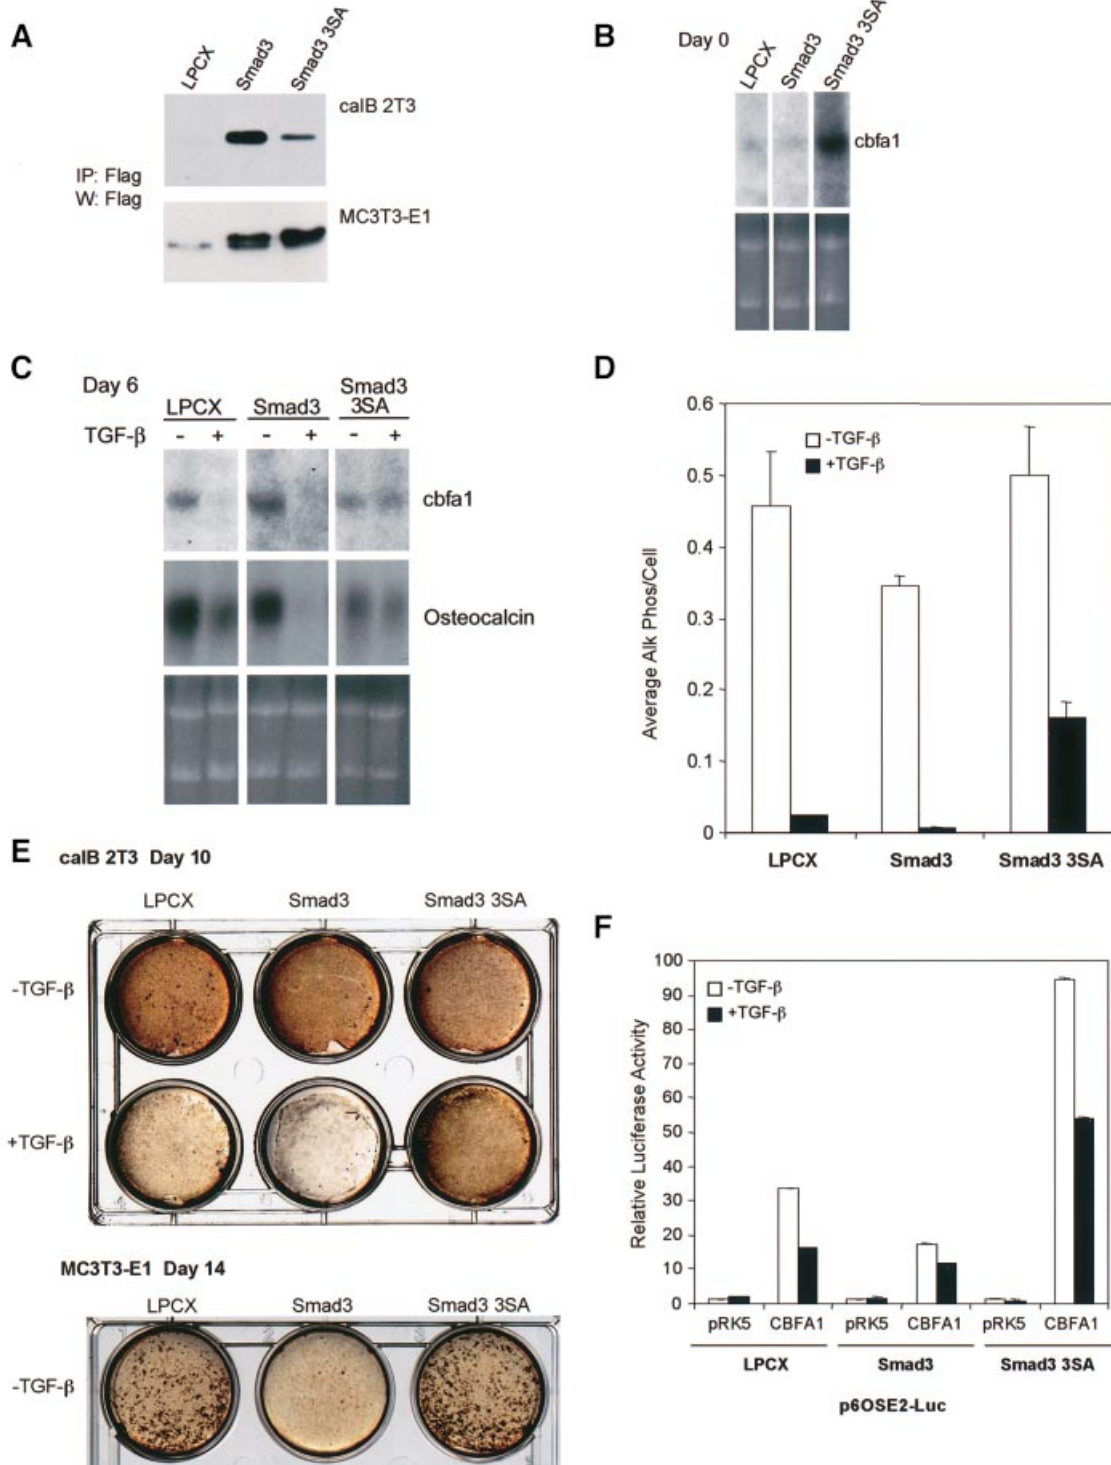 A
LPCX
Smad3
Smad3 3SA
calB 2T3
IP: Flag
W: Flag
MC3T3-E1
B
Day 0
LPCX
Smad3
Smad3 3SA
cbfa1
C
Day 6
LPCX
Smad3
Smad3
3SA
TGF-β
- + - + - +
cbfa1
Osteocalcin
D
0.6
0.5
0.4
0.3
0.2
0.1
0
Average Alk Phos/Cell
-TGF-β
+TGF-β
LPCX Smad3 Smad3 3SA
E
calB 2T3 Day 10
LPCX Smad3 Smad3 3SA
-TGF-β
+TGF-β
MC3T3-E1 Day 14
LPCX Smad3 Smad3 3SA
-TGF-β
F
100
90
80
70
60
50
40
30
20
10
0
Relative Luciferase Activity
-TGF-β
+TGF-β
pRK5 CBFA1 pRK5 CBFA1 pRK5 CBFA1
LPCX Smad3 Smad3 3SA
p6OSE2-Luc